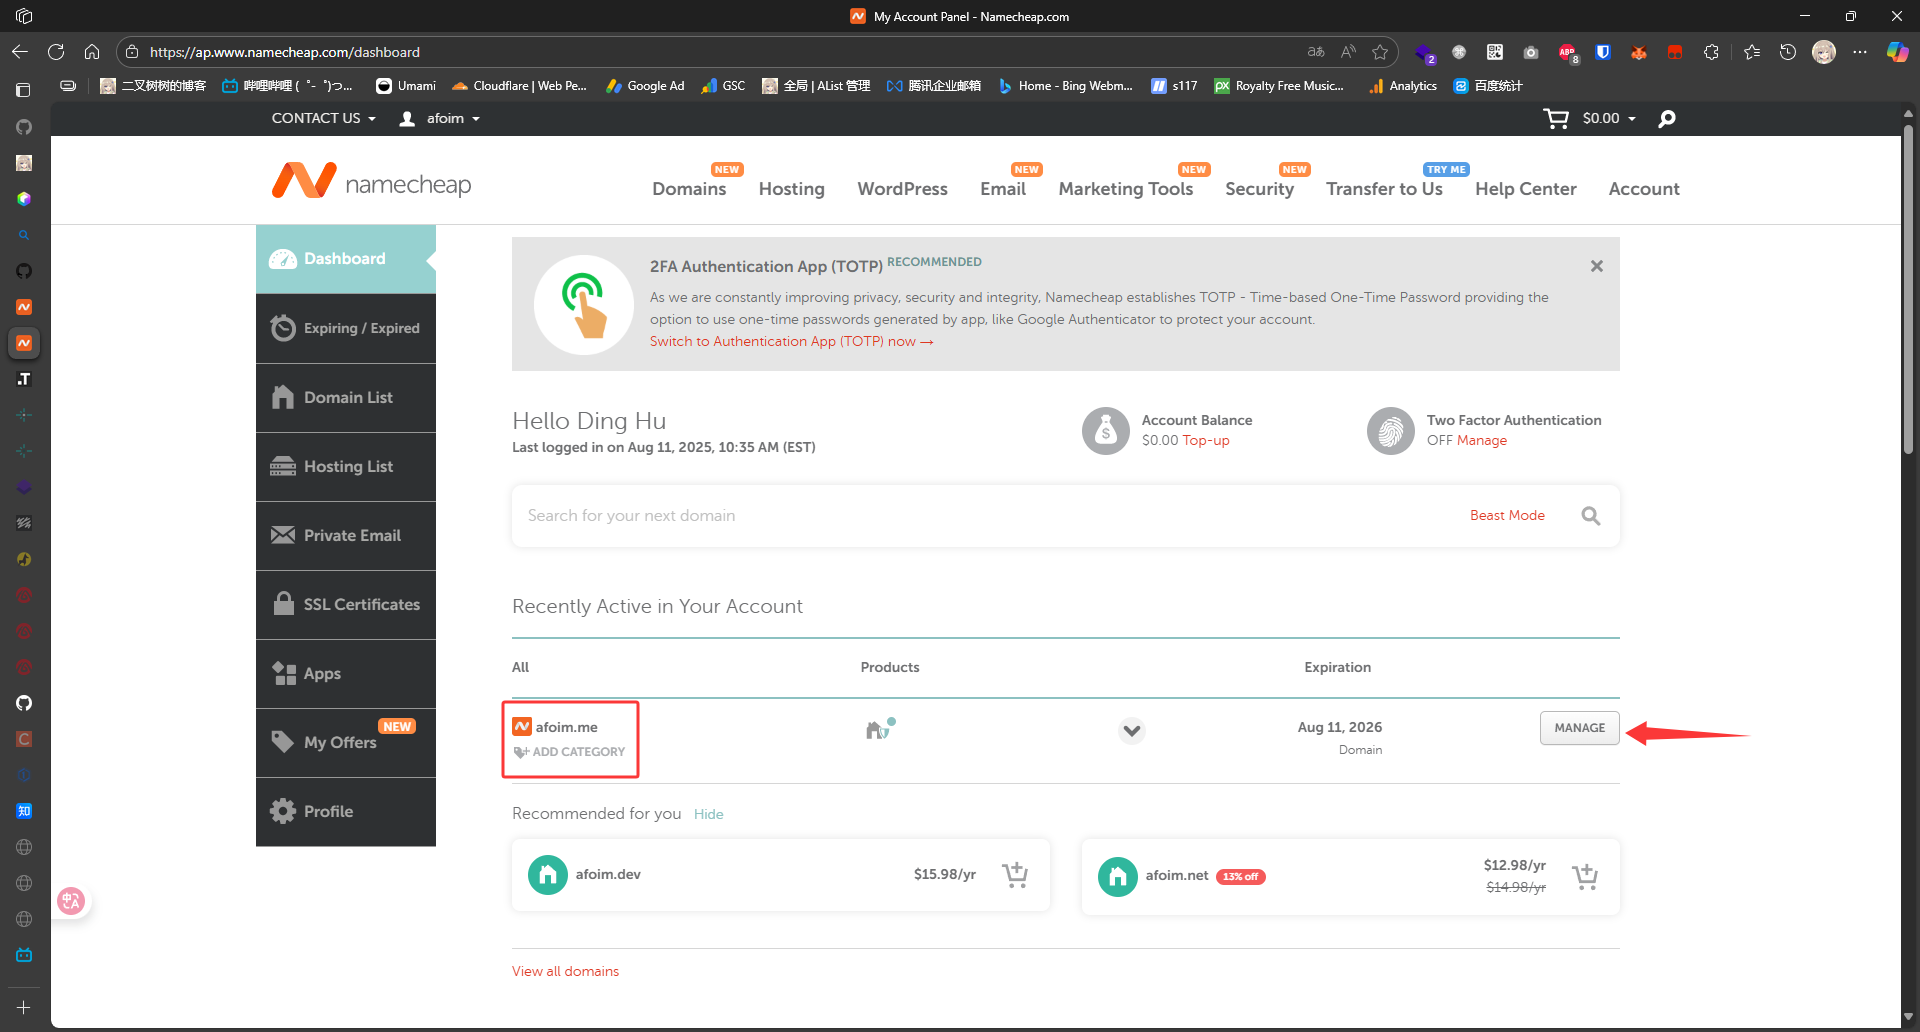 My Account Panel - Namecheap.com
https://ap.www.namecheap.com/dashboard
二叉树树的博客
哔哩哔哩 (゜-゜)つ...
Umami
Cloudflare | Web Pe...
Google Ad
GSC
全局 | AList 管理
腾讯企业邮箱
Home - Bing Webm...
s117
Royalty Free Music...
Analytics
百度统计
CONTACT US
afoim
$0.00
namecheap
Domains NEW
Hosting
WordPress
Email NEW
Marketing Tools NEW
Security NEW
Transfer to Us TRY ME
Help Center
Account
Dashboard
Expiring / Expired
Domain List
Hosting List
Private Email
SSL Certificates
Apps
My Offers NEW
Profile
2FA Authentication App (TOTP) RECOMMENDED
As we are constantly improving privacy, security and integrity, Namecheap establishes TOTP - Time-based One-Time Password providing the
option to use one-time passwords generated by app, like Google Authenticator to protect your account.
Switch to Authentication App (TOTP) now →
Hello Ding Hu
Last logged in on Aug 11, 2025, 10:35 AM (EST)
Account Balance
$0.00 Top-up
Two Factor Authentication
OFF Manage
Search for your next domain
Beast Mode
Recently Active in Your Account
All
Products
Expiration
afoim.me
ADD CATEGORY
Aug 11, 2026
Domain
MANAGE
Recommended for you Hide
afoim.dev
$15.98/yr
afoim.net 13% off
$12.98/yr
$14.98/yr
View all domains